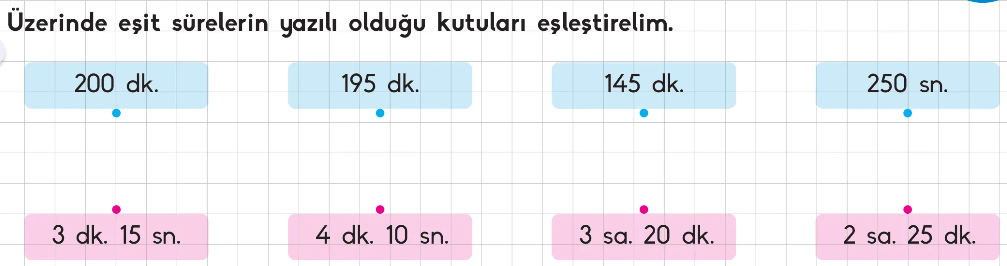 Üzerinde eşit sürelerin yazılı olduğu kutuları eşleştirelim.
200 dk. 195 dk. 145 dk. 250 sn.
3 dk. 15 sn. 4 dk. 10 sn. 3 sa. 20 dk. 2 sa. 25 dk.